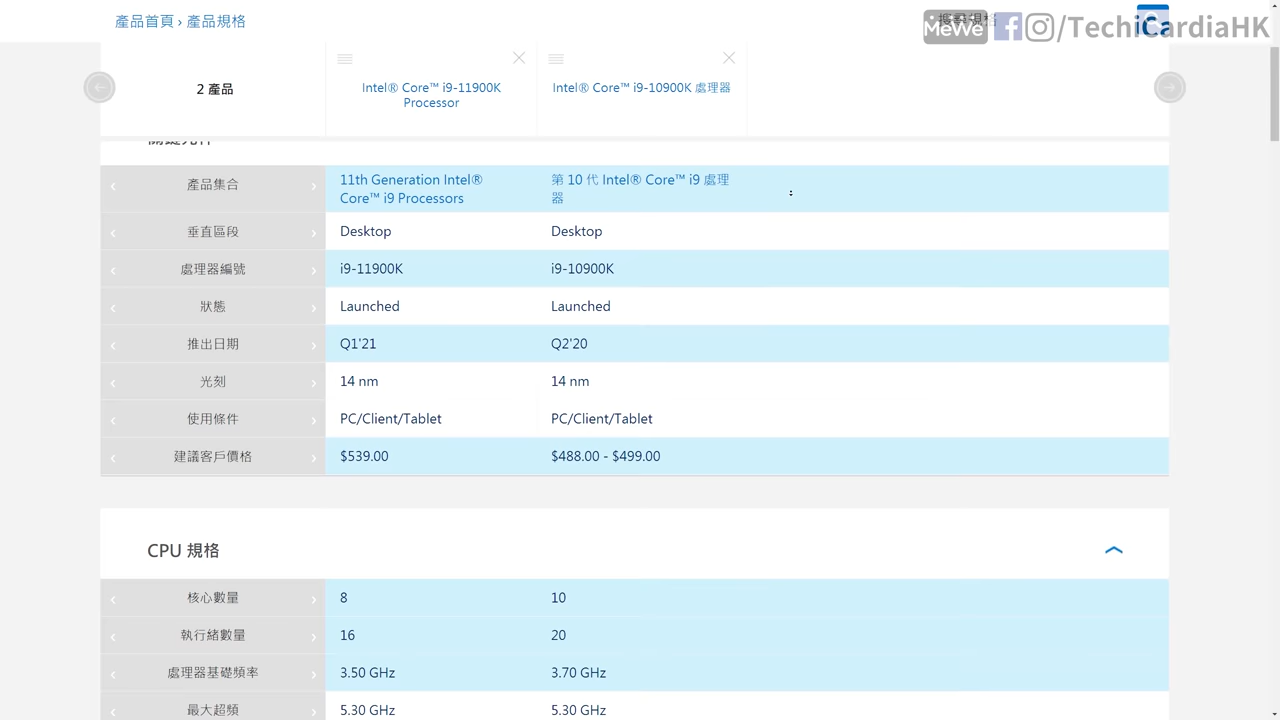 產品首頁 › 產品規格
MeWe /TechiCardiaHK
2 產品
Intel® Core™ i9-11900K
Processor
Intel® Core™ i9-10900K 處理器
關鍵元件
產品集合 11th Generation Intel® 第 10 代 Intel® Core™ i9 處理
Core™ i9 Processors 器
垂直區段 Desktop Desktop
處理器編號 i9-11900K i9-10900K
狀態 Launched Launched
推出日期 Q1'21 Q2'20
光刻 14 nm 14 nm
使用條件 PC/Client/Tablet PC/Client/Tablet
建議客戶價格 $539.00 $488.00 - $499.00
CPU 規格
核心數量 8 10
執行緒數量 16 20
處理器基礎頻率 3.50 GHz 3.70 GHz
最大超頻 5.30 GHz 5.30 GHz